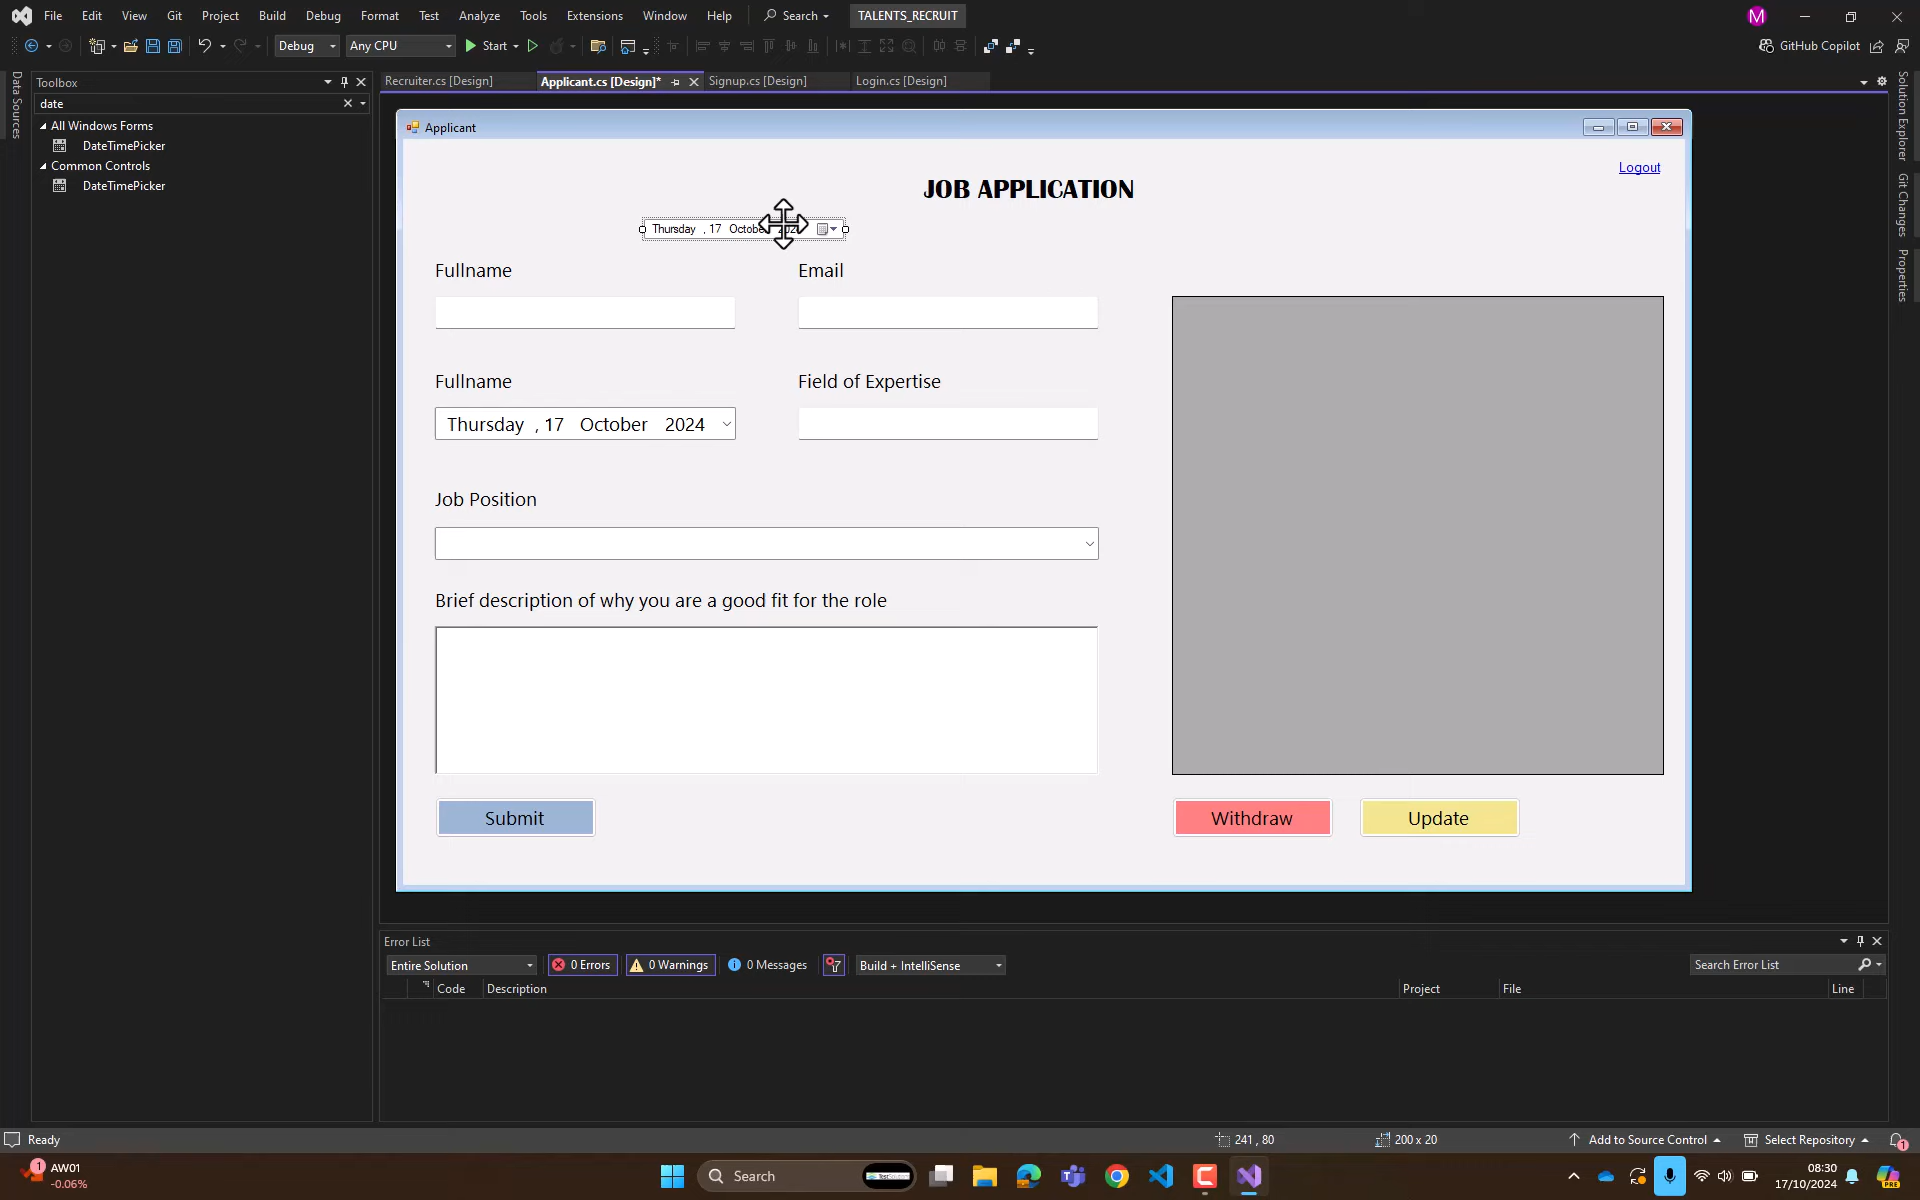 File Edit View Git Project Build Debug Format Test Analyze Tools Extensions Window Help Search TALENTS_RECRUIT M
Debug Any CPU Start GitHub Copilot
Data Sources
Toolbox
date
All Windows Forms
DateTimePicker
Common Controls
DateTimePicker
Recruiter.cs [Design] Applicant.cs [Design]* Signup.cs [Design] Login.cs [Design]
Applicant
Logout
JOB APPLICATION
Thursday , 17 October
Fullname Email
Fullname Field of Expertise
Thursday , 17 October 2024
Job Position
Brief description of why you are a good fit for the role
Submit Withdraw Update
Solution Explorer
Git Changes
Properties
Error List
Entire Solution 0 Errors 0 Warnings 0 Messages Build + IntelliSense Search Error List
Code Description Project File Line
Ready 241 , 80 200 x 20 Add to Source Control Select Repository 1
1 AW01
-0.06%
Search
08:30
17/10/2024
PRE